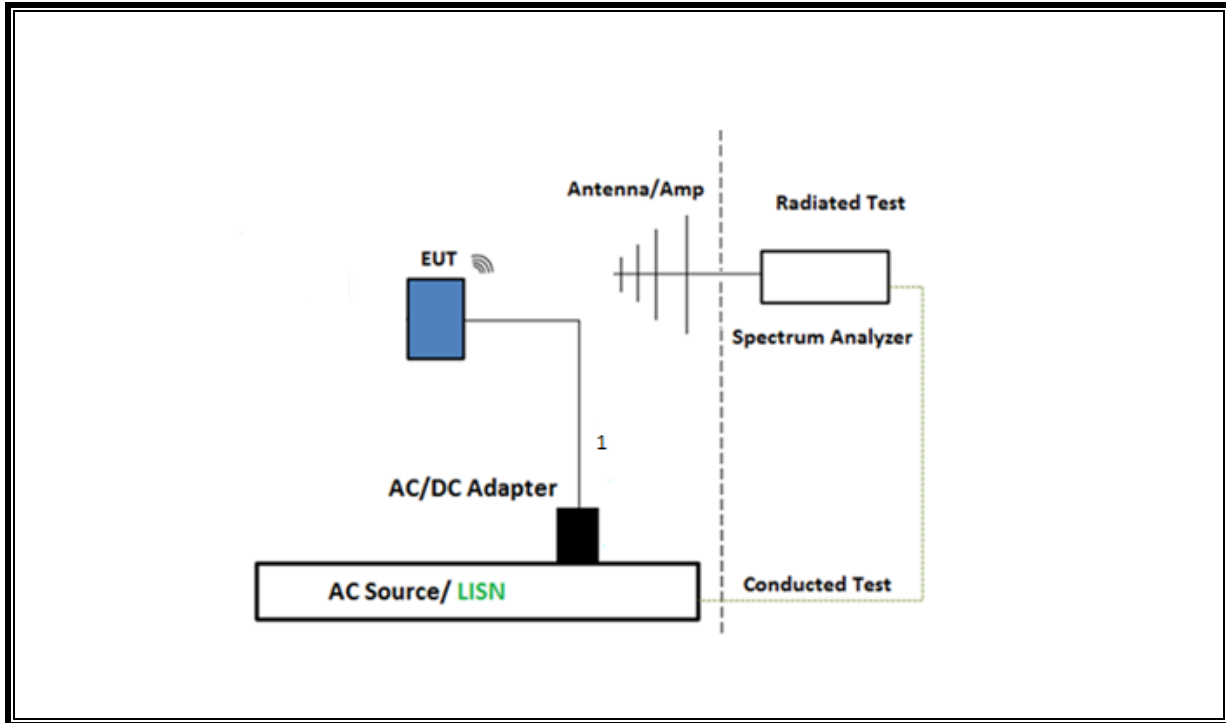 Antenna/Amp
Radiated Test
EUT
Spectrum Analyzer
1
AC/DC Adapter
AC Source/ LISN
Conducted Test